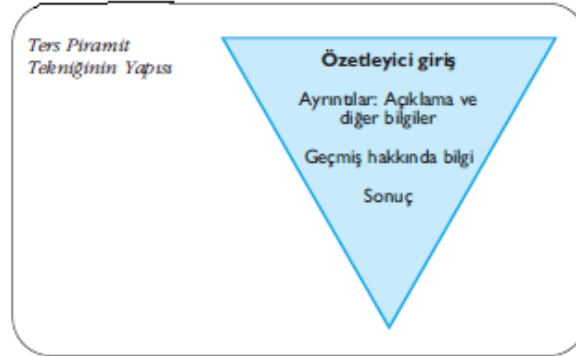 Ters Piramit
Tekniğinin Yapısı
Özetleyici giriş
Ayrıntılar: Açıklama ve
diğer bilgiler
Geçmiş hakkında bilgi
Sonuç